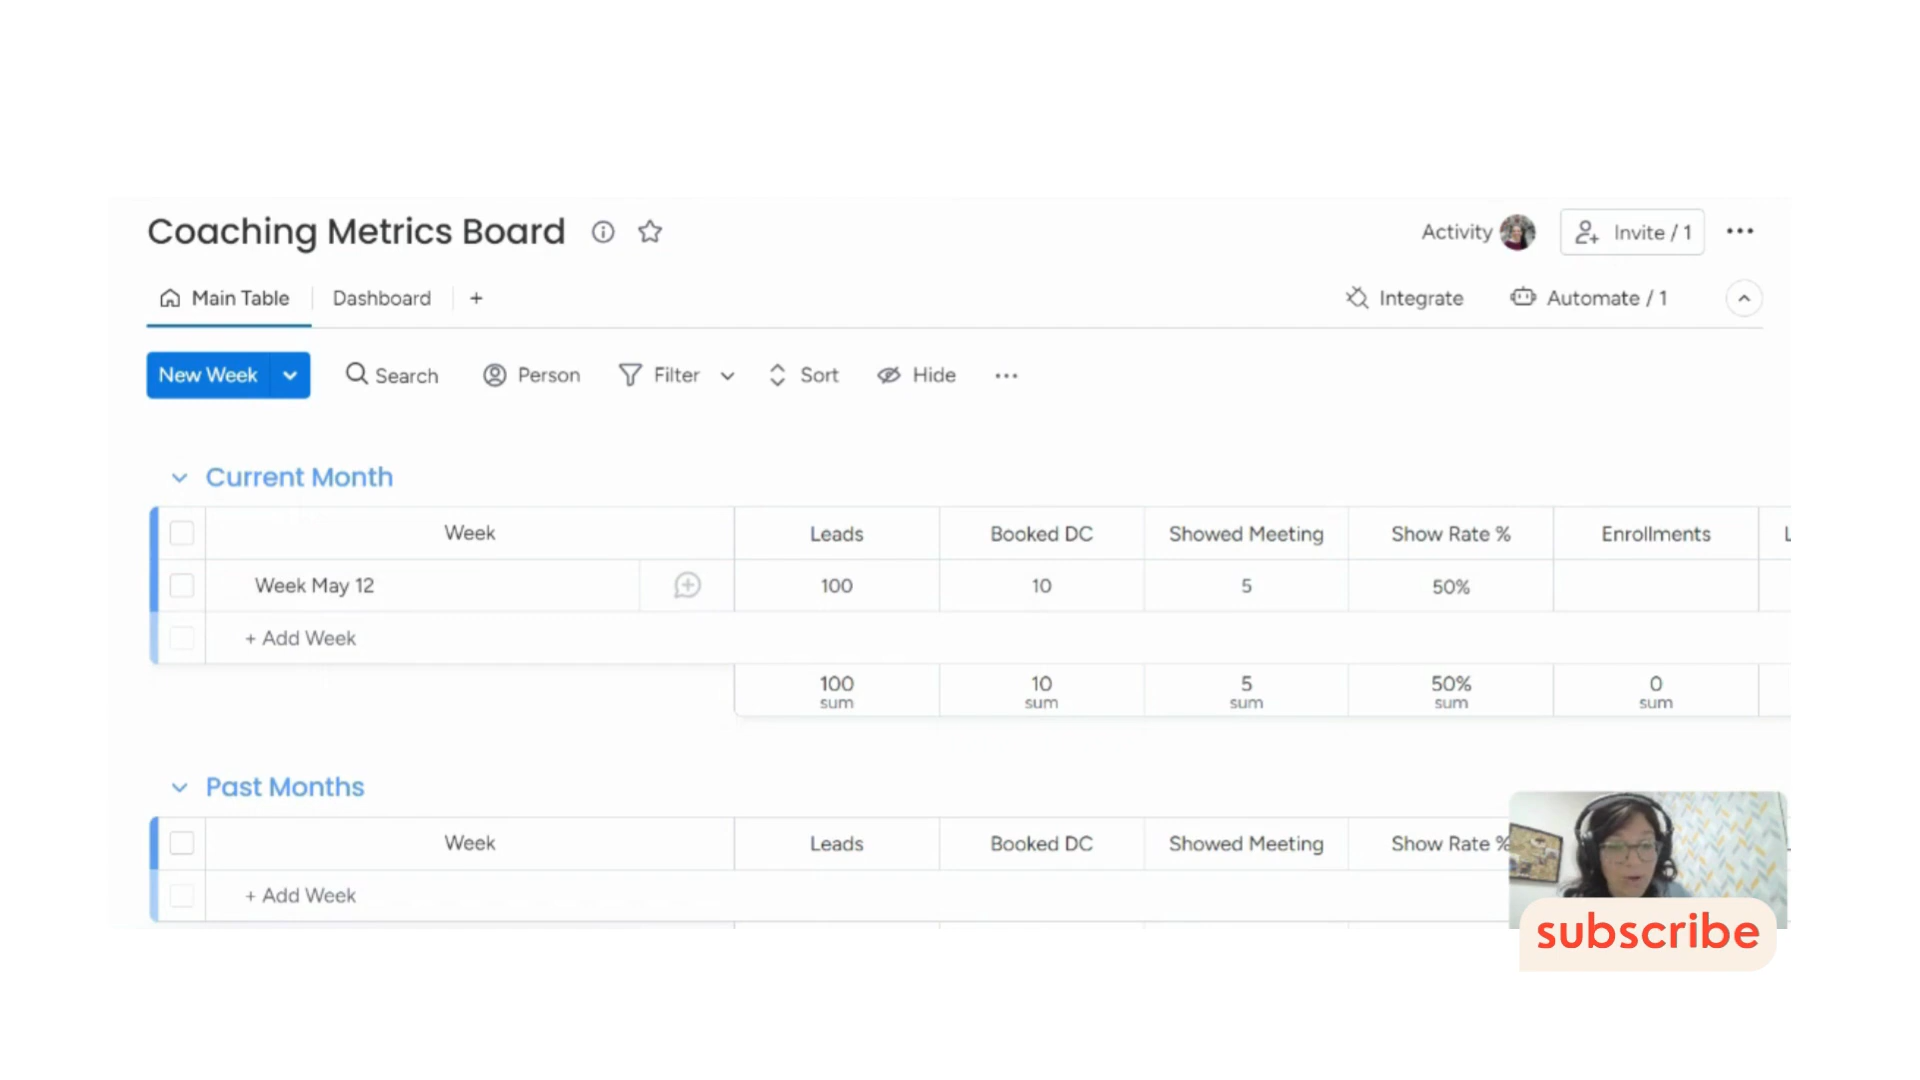 Coaching Metrics Board
Activity
Invite / 1
Main Table
Dashboard
+
Integrate
Automate / 1
New Week
Search
Person
Filter
Sort
Hide
Current Month
Week Leads Booked DC Showed Meeting Show Rate % Enrollments L
Week May 12 100 10 5 50%
+ Add Week
100 10 5 50% 0
sum sum sum sum sum
Past Months
Week Leads Booked DC Showed Meeting Show Rate %
+ Add Week
subscribe